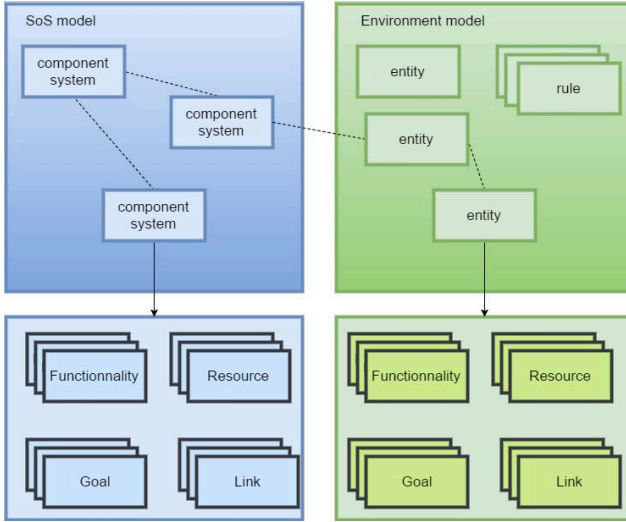 SoS model
component
system
component
system
component
system
Environment model
entity
rule
entity
entity
Functionnality
Resource
Goal
Link
Functionnality
Resource
Goal
Link